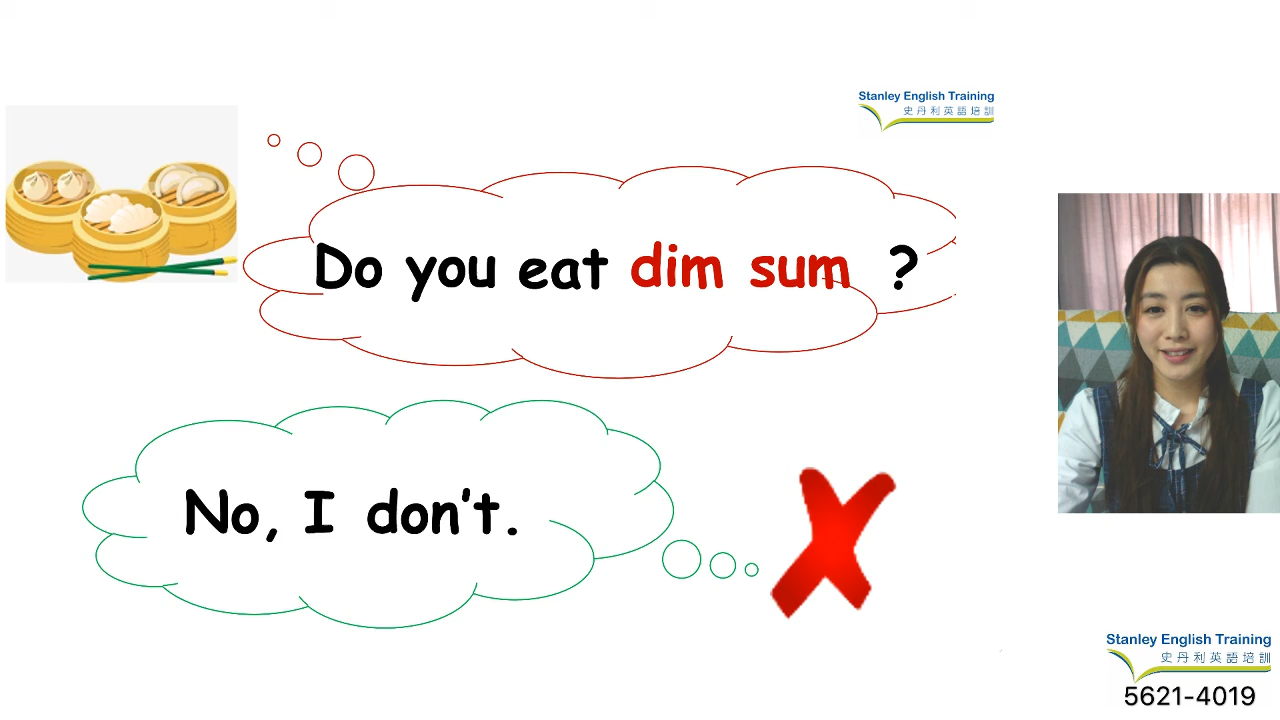 Stanley English Training
史丹利英語培訓
Do you eat dim sum ?
No, I don't.
Stanley English Training
史丹利英語培訓
5621-4019